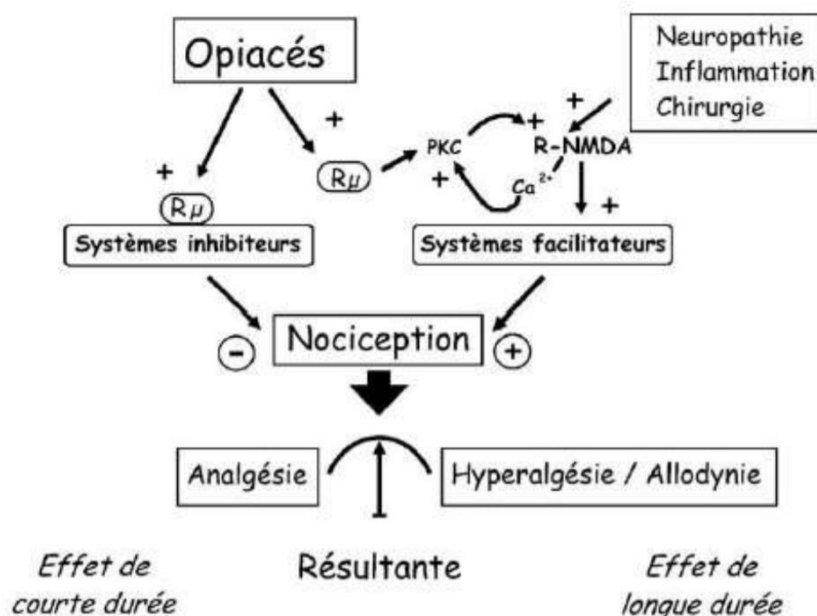 Opiacés
Neuropathie
Inflammation
Chirurgie
+
+
+
+
Rµ
PKC
+
R-NMDA
Ca²⁺
+
Rµ
+
Systèmes inhibiteurs
Systèmes facilitateurs
-
Nociception
+
Analgésie
Hyperalgésie / Allodynie
Effet de
courte durée
Résultante
Effet de
longue durée